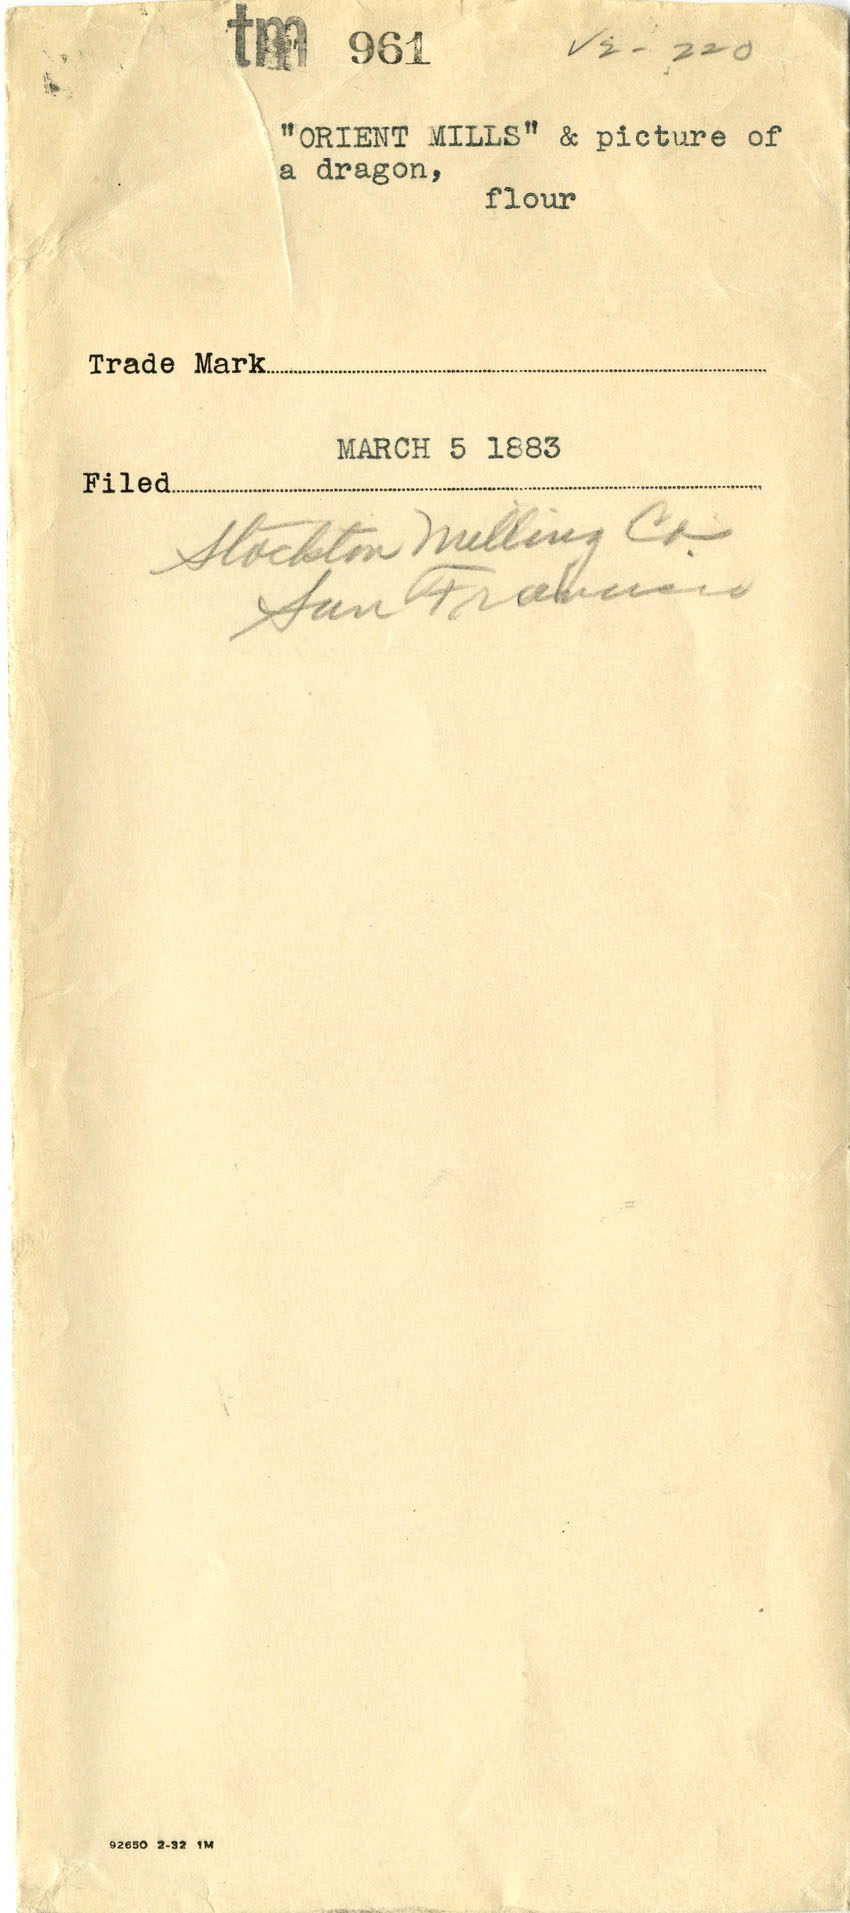 tm 961 V2-220
"ORIENT MILLS" & picture of
a dragon,
flour
Trade Mark
MARCH 5 1883
Filed
Stockton Milling Co.
San Francisco
92650 2-32 1M